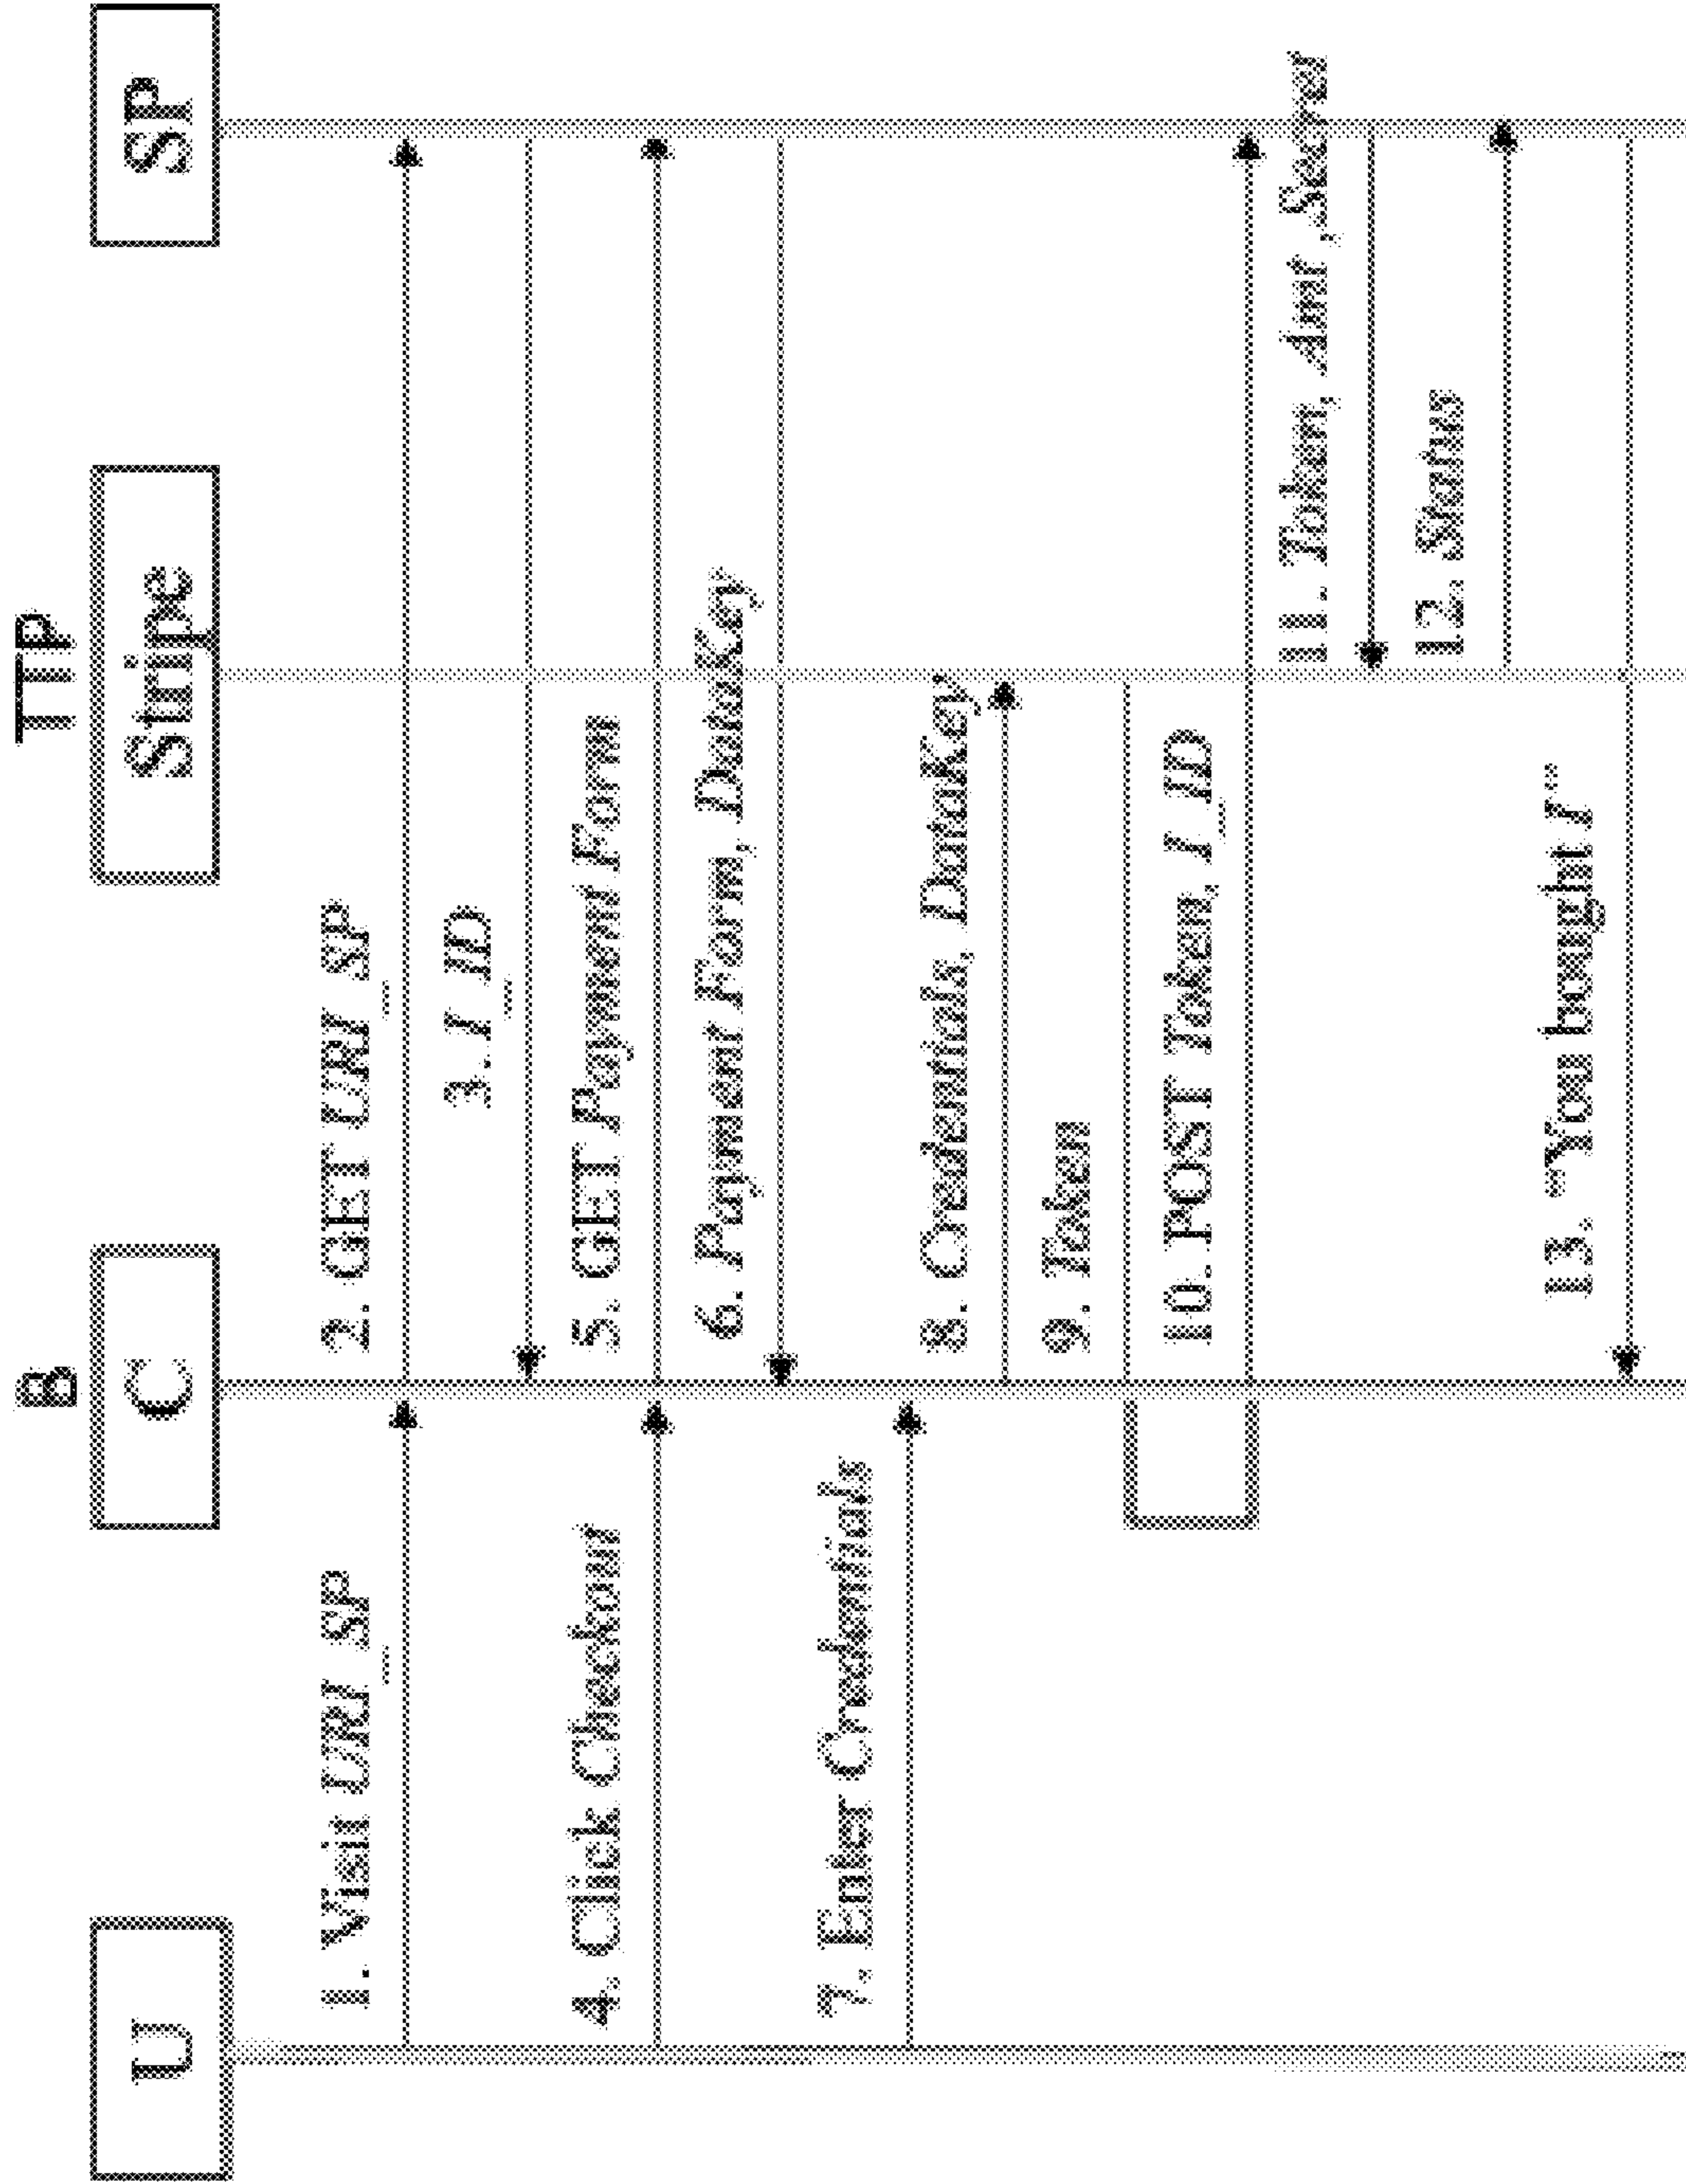 B
TTP
U
C
Stripe
SP
1. Visit URI_SP
2. GET URI_SP
3. I_ID
4. Click Checkout
5. GET Payment Form
6. Payment Form, DataKey
7. Enter Credentials
8. Credentials, DataKey
9. Token
10. POST Token, I_ID
11. Token, Amt ,Secret
12. Status
13. "You bought I"